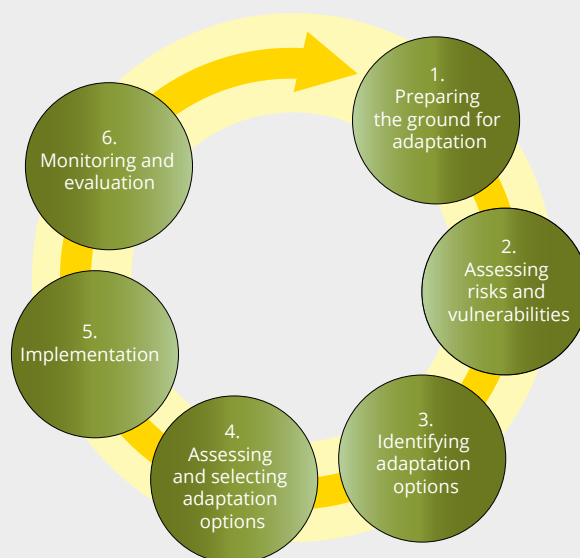 1.
Preparing
the ground for
adaptation
2.
Assessing
risks and
vulnerabilities
3.
Identifying
adaptation
options
4.
Assessing
and selecting
adaptation
options
5.
Implementation
6.
Monitoring and
evaluation